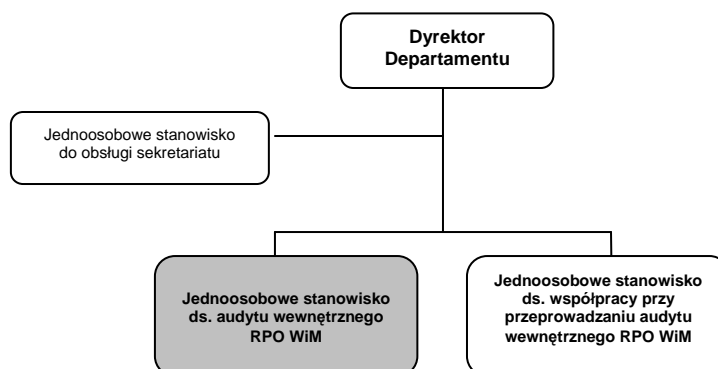 Dyrektor
Departamentu
Jednoosobowe stanowisko
do obsługi sekretariatu
Jednoosobowe stanowisko
ds. audytu wewnętrznego
RPO WiM
Jednoosobowe stanowisko
ds. współpracy przy
przeprowadzaniu audytu
wewnętrznego RPO WiM